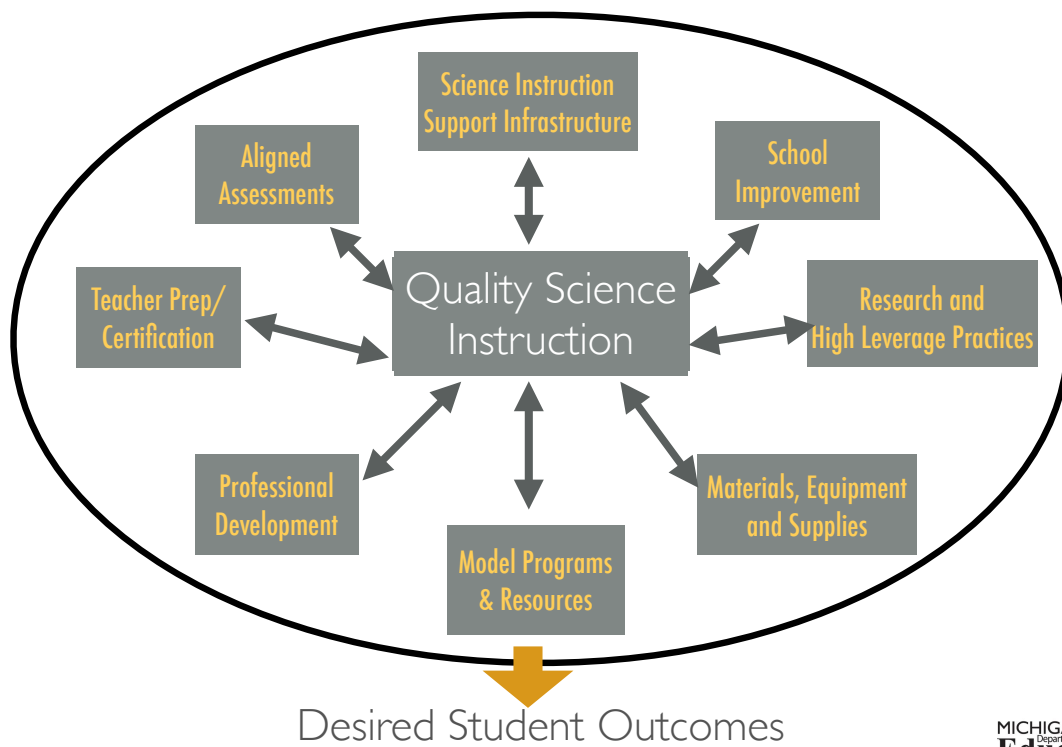 Science Instruction
Support Infrastructure
Aligned
Assessments
School
Improvement
Quality Science
Instruction
Teacher Prep/
Certification
Research and
High Leverage Practices
Professional
Development
Materials, Equipment
and Supplies
Model Programs
& Resources
Desired Student Outcomes